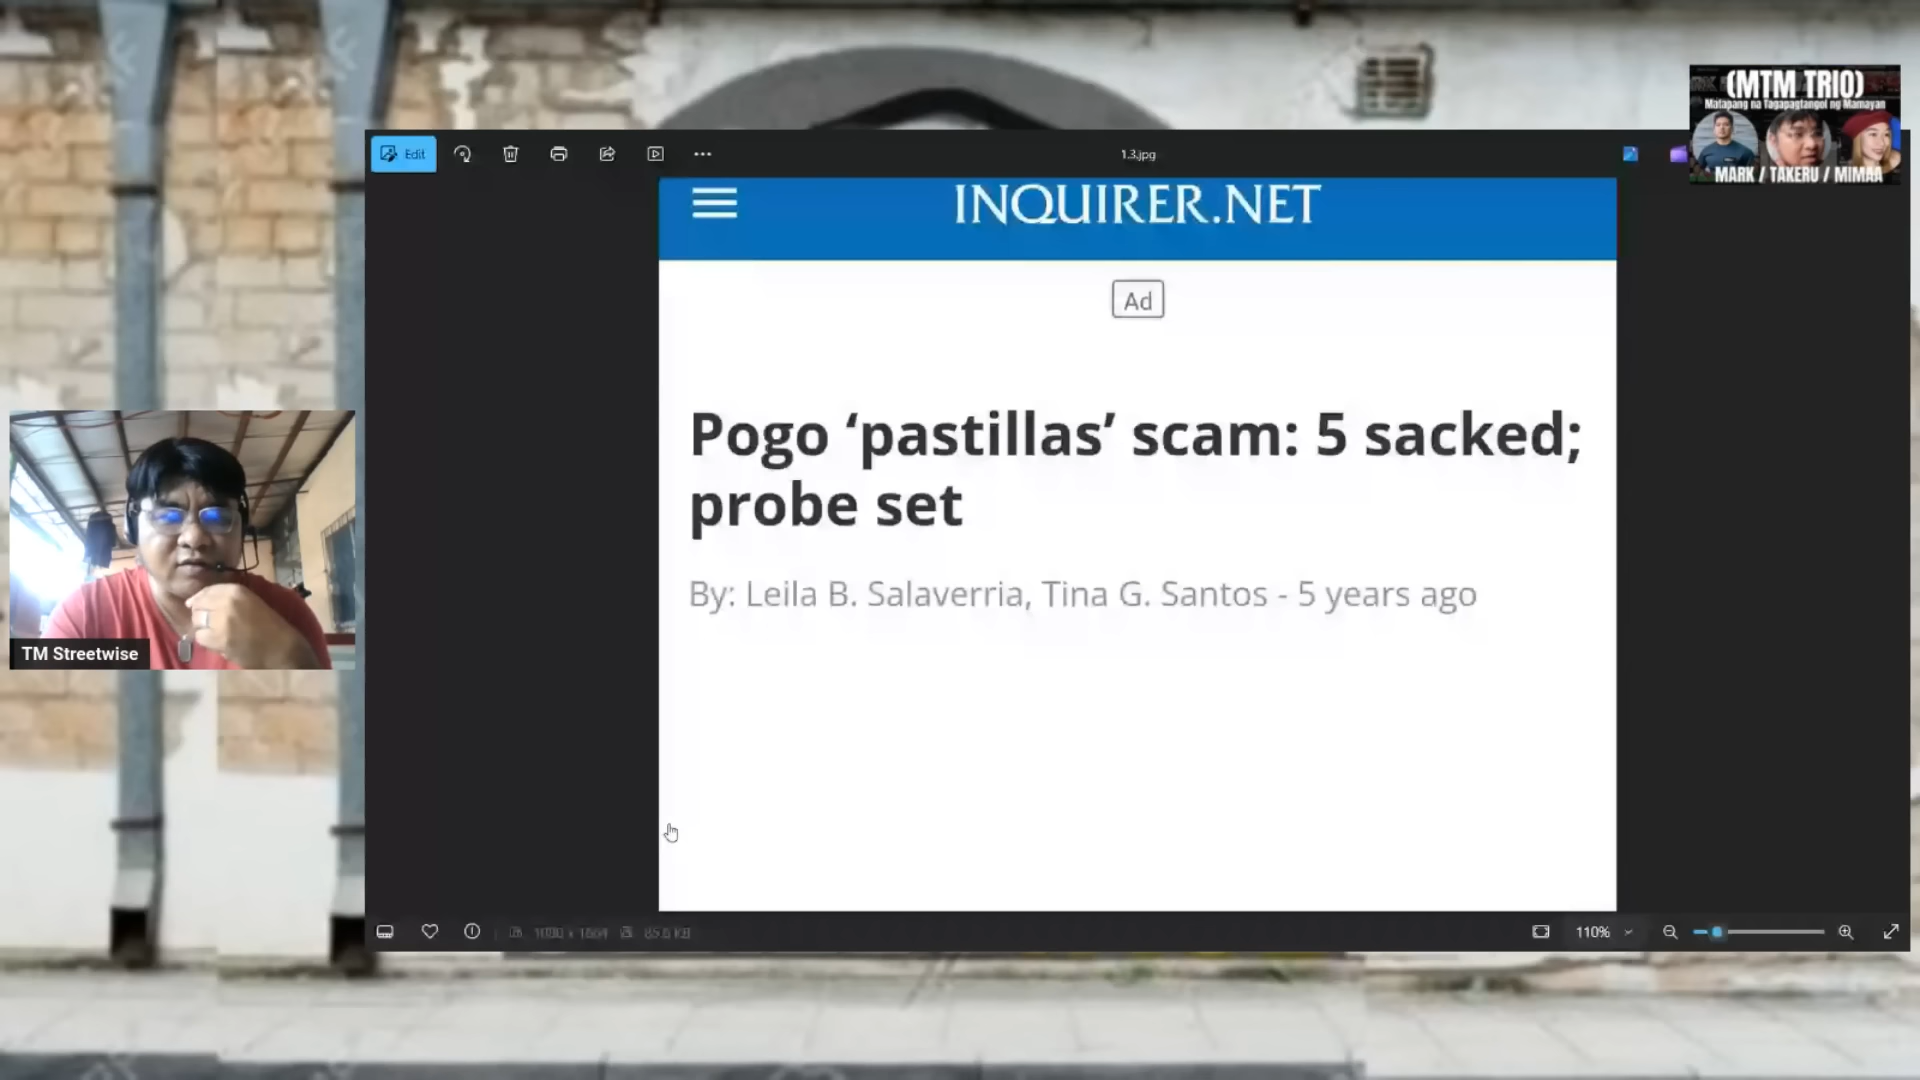 (MTM TRIO)
Matapang na Tagapagtangol ng Mamayan
MARK / TAKERU / MIMAA
Edit
1.3.jpg
INQUIRER.NET
Ad
Pogo ‘pastillas’ scam: 5 sacked;
probe set
By: Leila B. Salaverria, Tina G. Santos - 5 years ago
TM Streetwise
110%